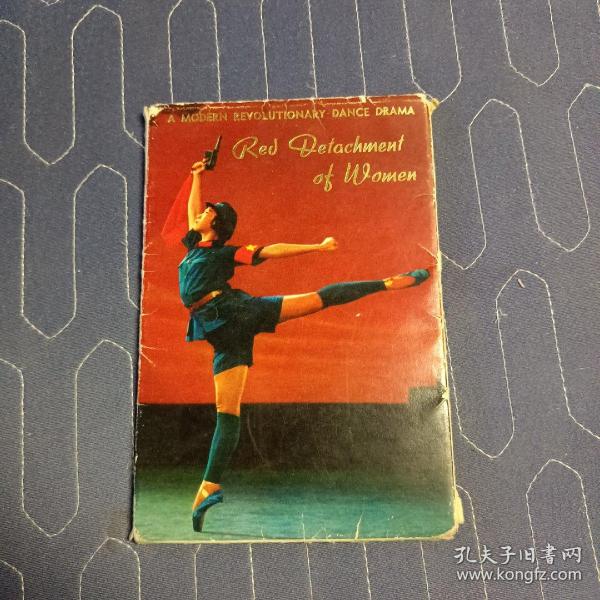 A MODERN REVOLUTIONARY DANCE DRAMA
Red Detachment
of Women
孔夫子旧书网
www.kongfz.com